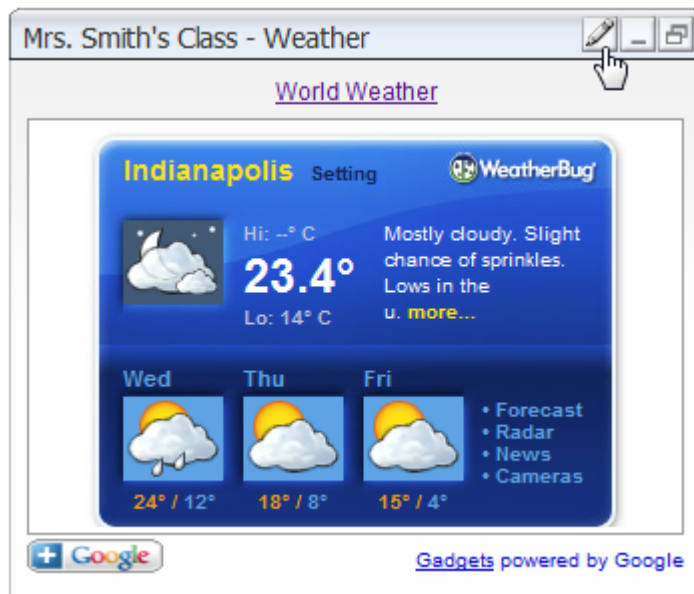 Mrs. Smith's Class - Weather
World Weather
Indianapolis Setting WeatherBug
Hi: --° C
23.4°
Lo: 14° C
Mostly cloudy. Slight
chance of sprinkles.
Lows in the
u. more...
Wed Thu Fri
24° / 12° 18° / 8° 15° / 4°
• Forecast
• Radar
• News
• Cameras
Google
Gadgets powered by Google